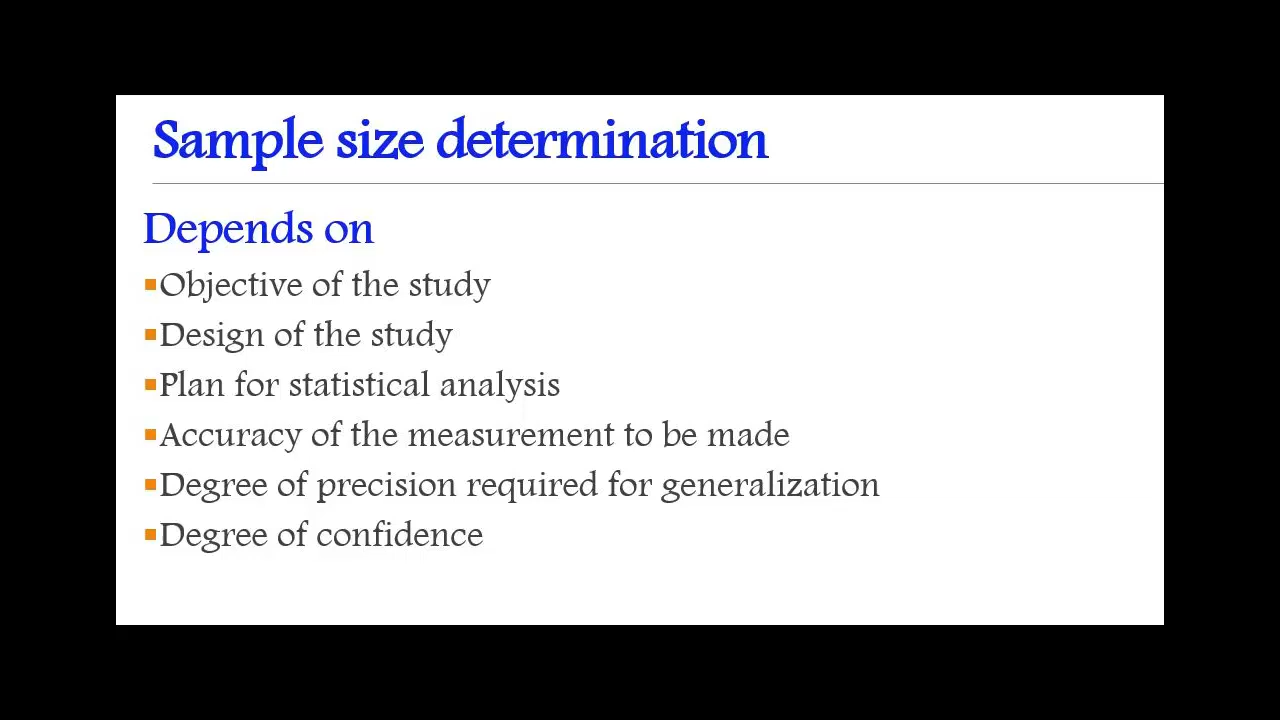 Sample size determination
Depends on
▪Objective of the study
▪Design of the study
▪Plan for statistical analysis
▪Accuracy of the measurement to be made
▪Degree of precision required for generalization
▪Degree of confidence